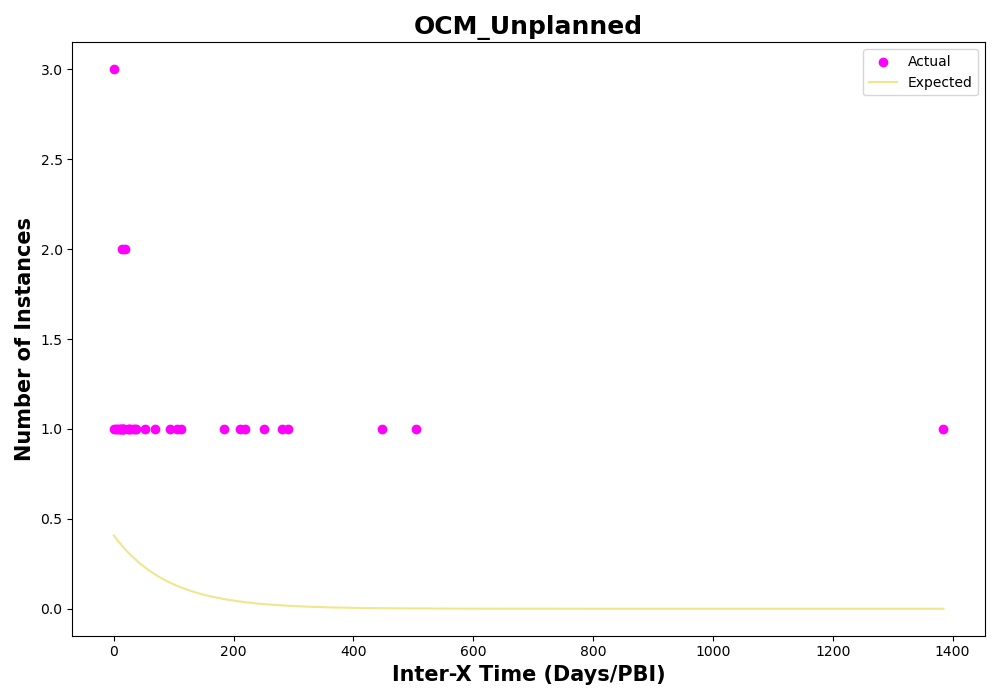 OCM_Unplanned
Actual
Expected
Number of Instances
3.0
2.5
2.0
1.5
1.0
0.5
0.0
0 200 400 600 800 1000 1200 1400
Inter-X Time (Days/PBI)